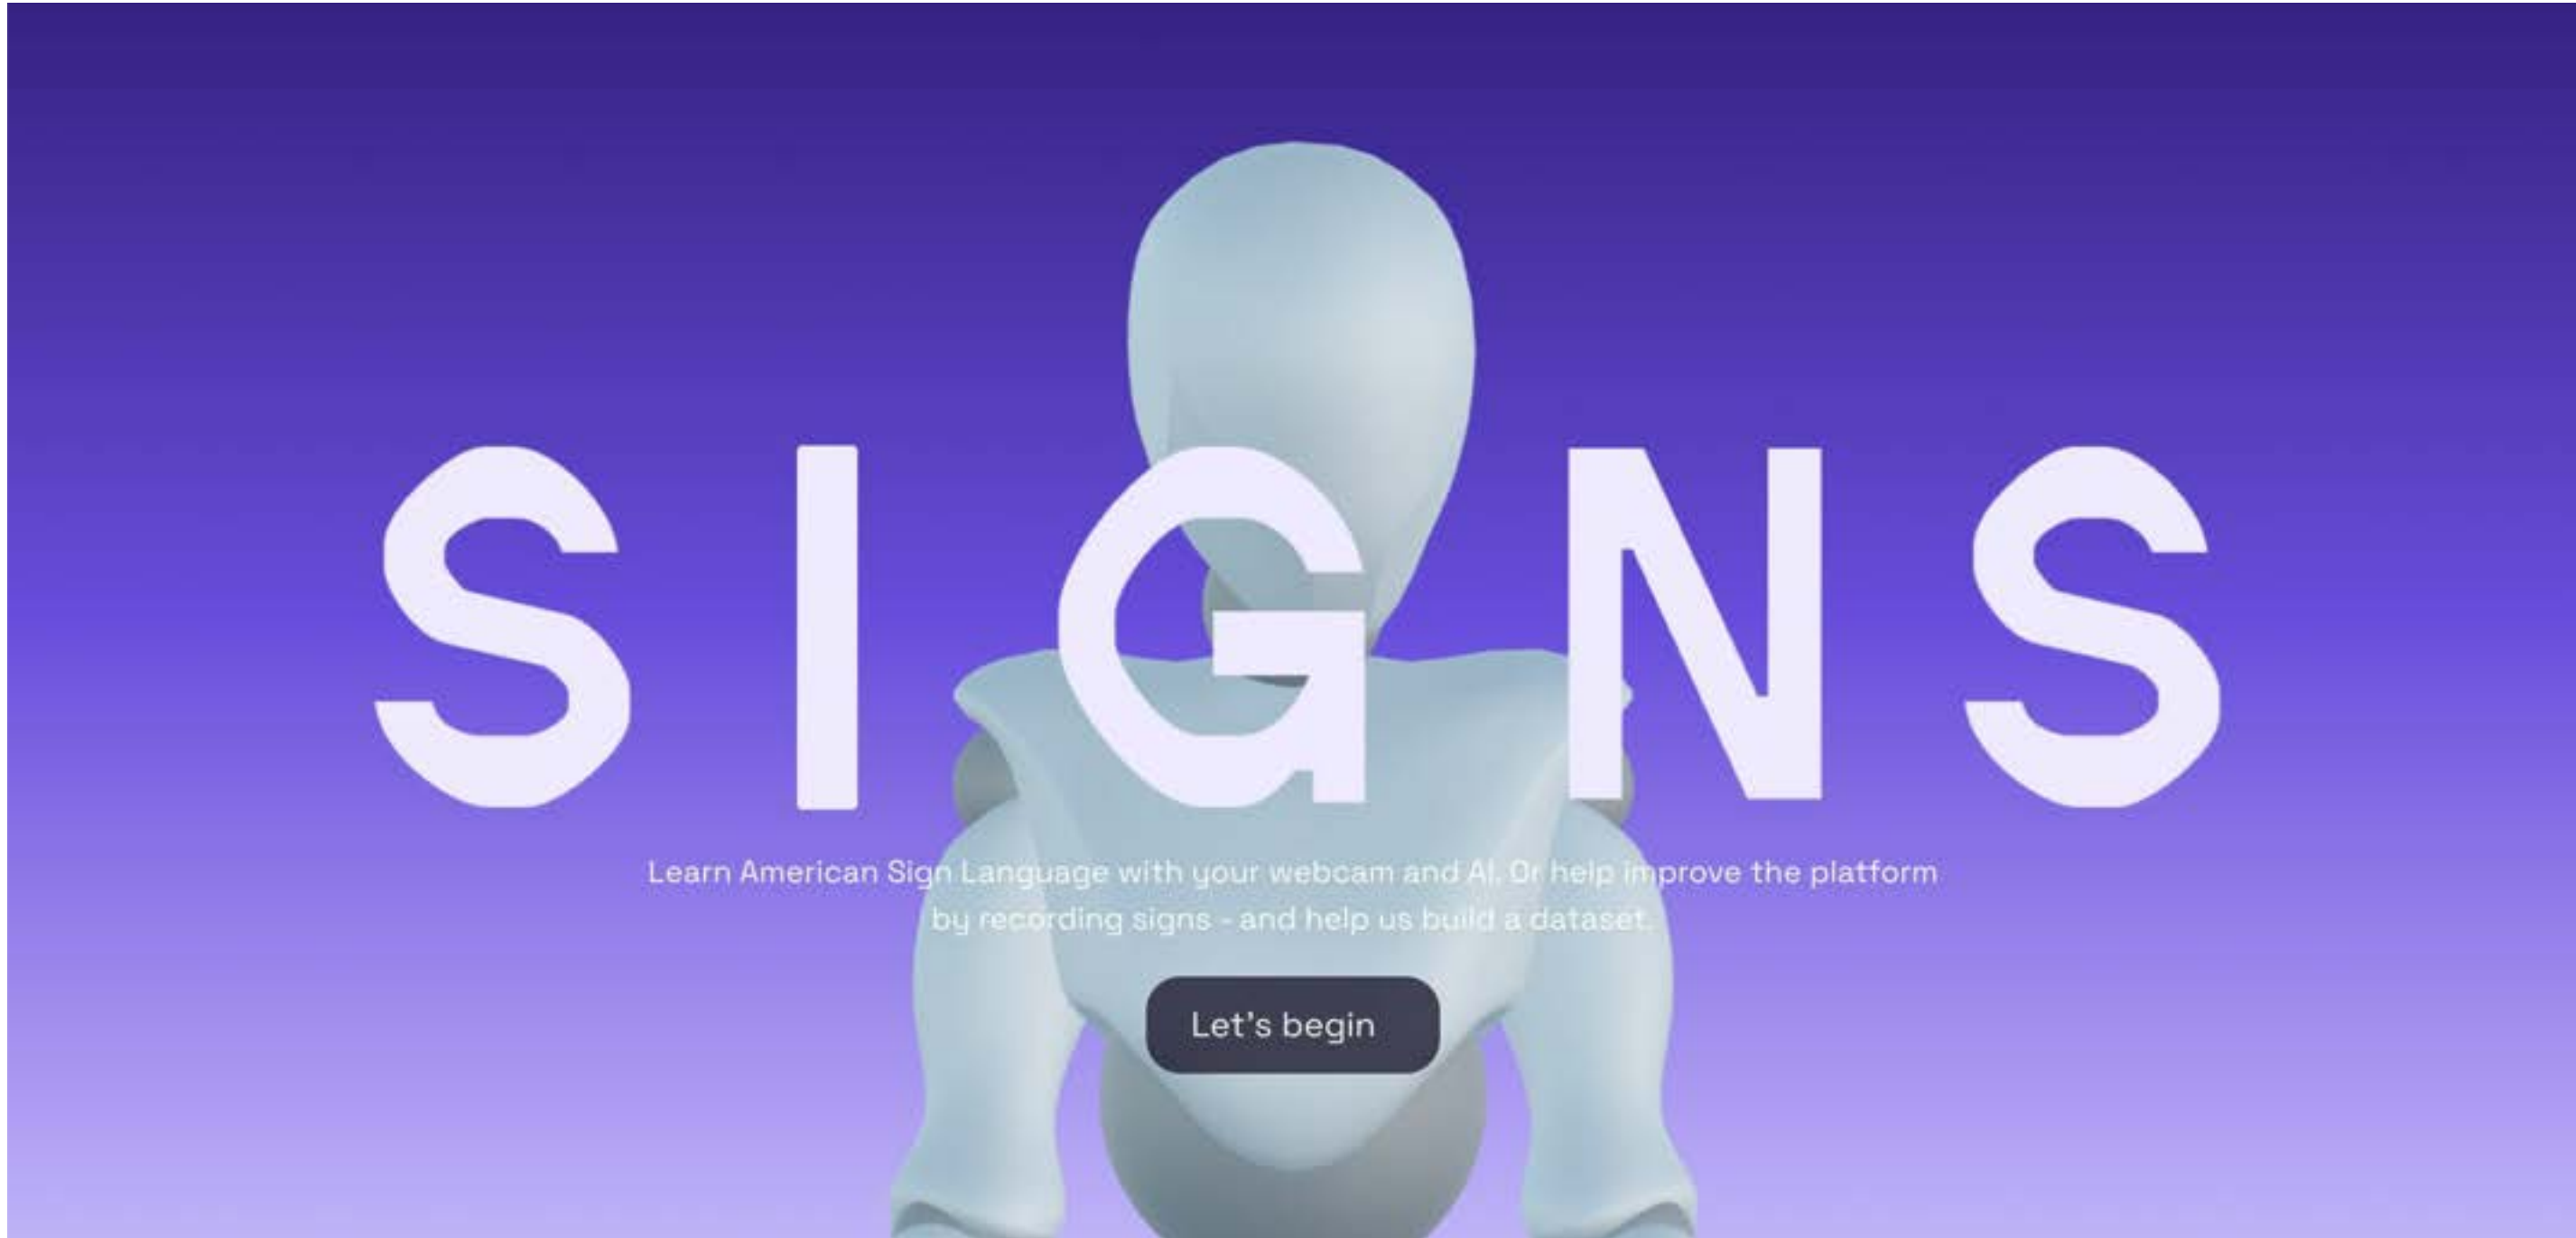 SIGNS
Learn American Sign Language with your webcam and AI. Or help improve the platform
by recording signs - and help us build a dataset.
Let's begin